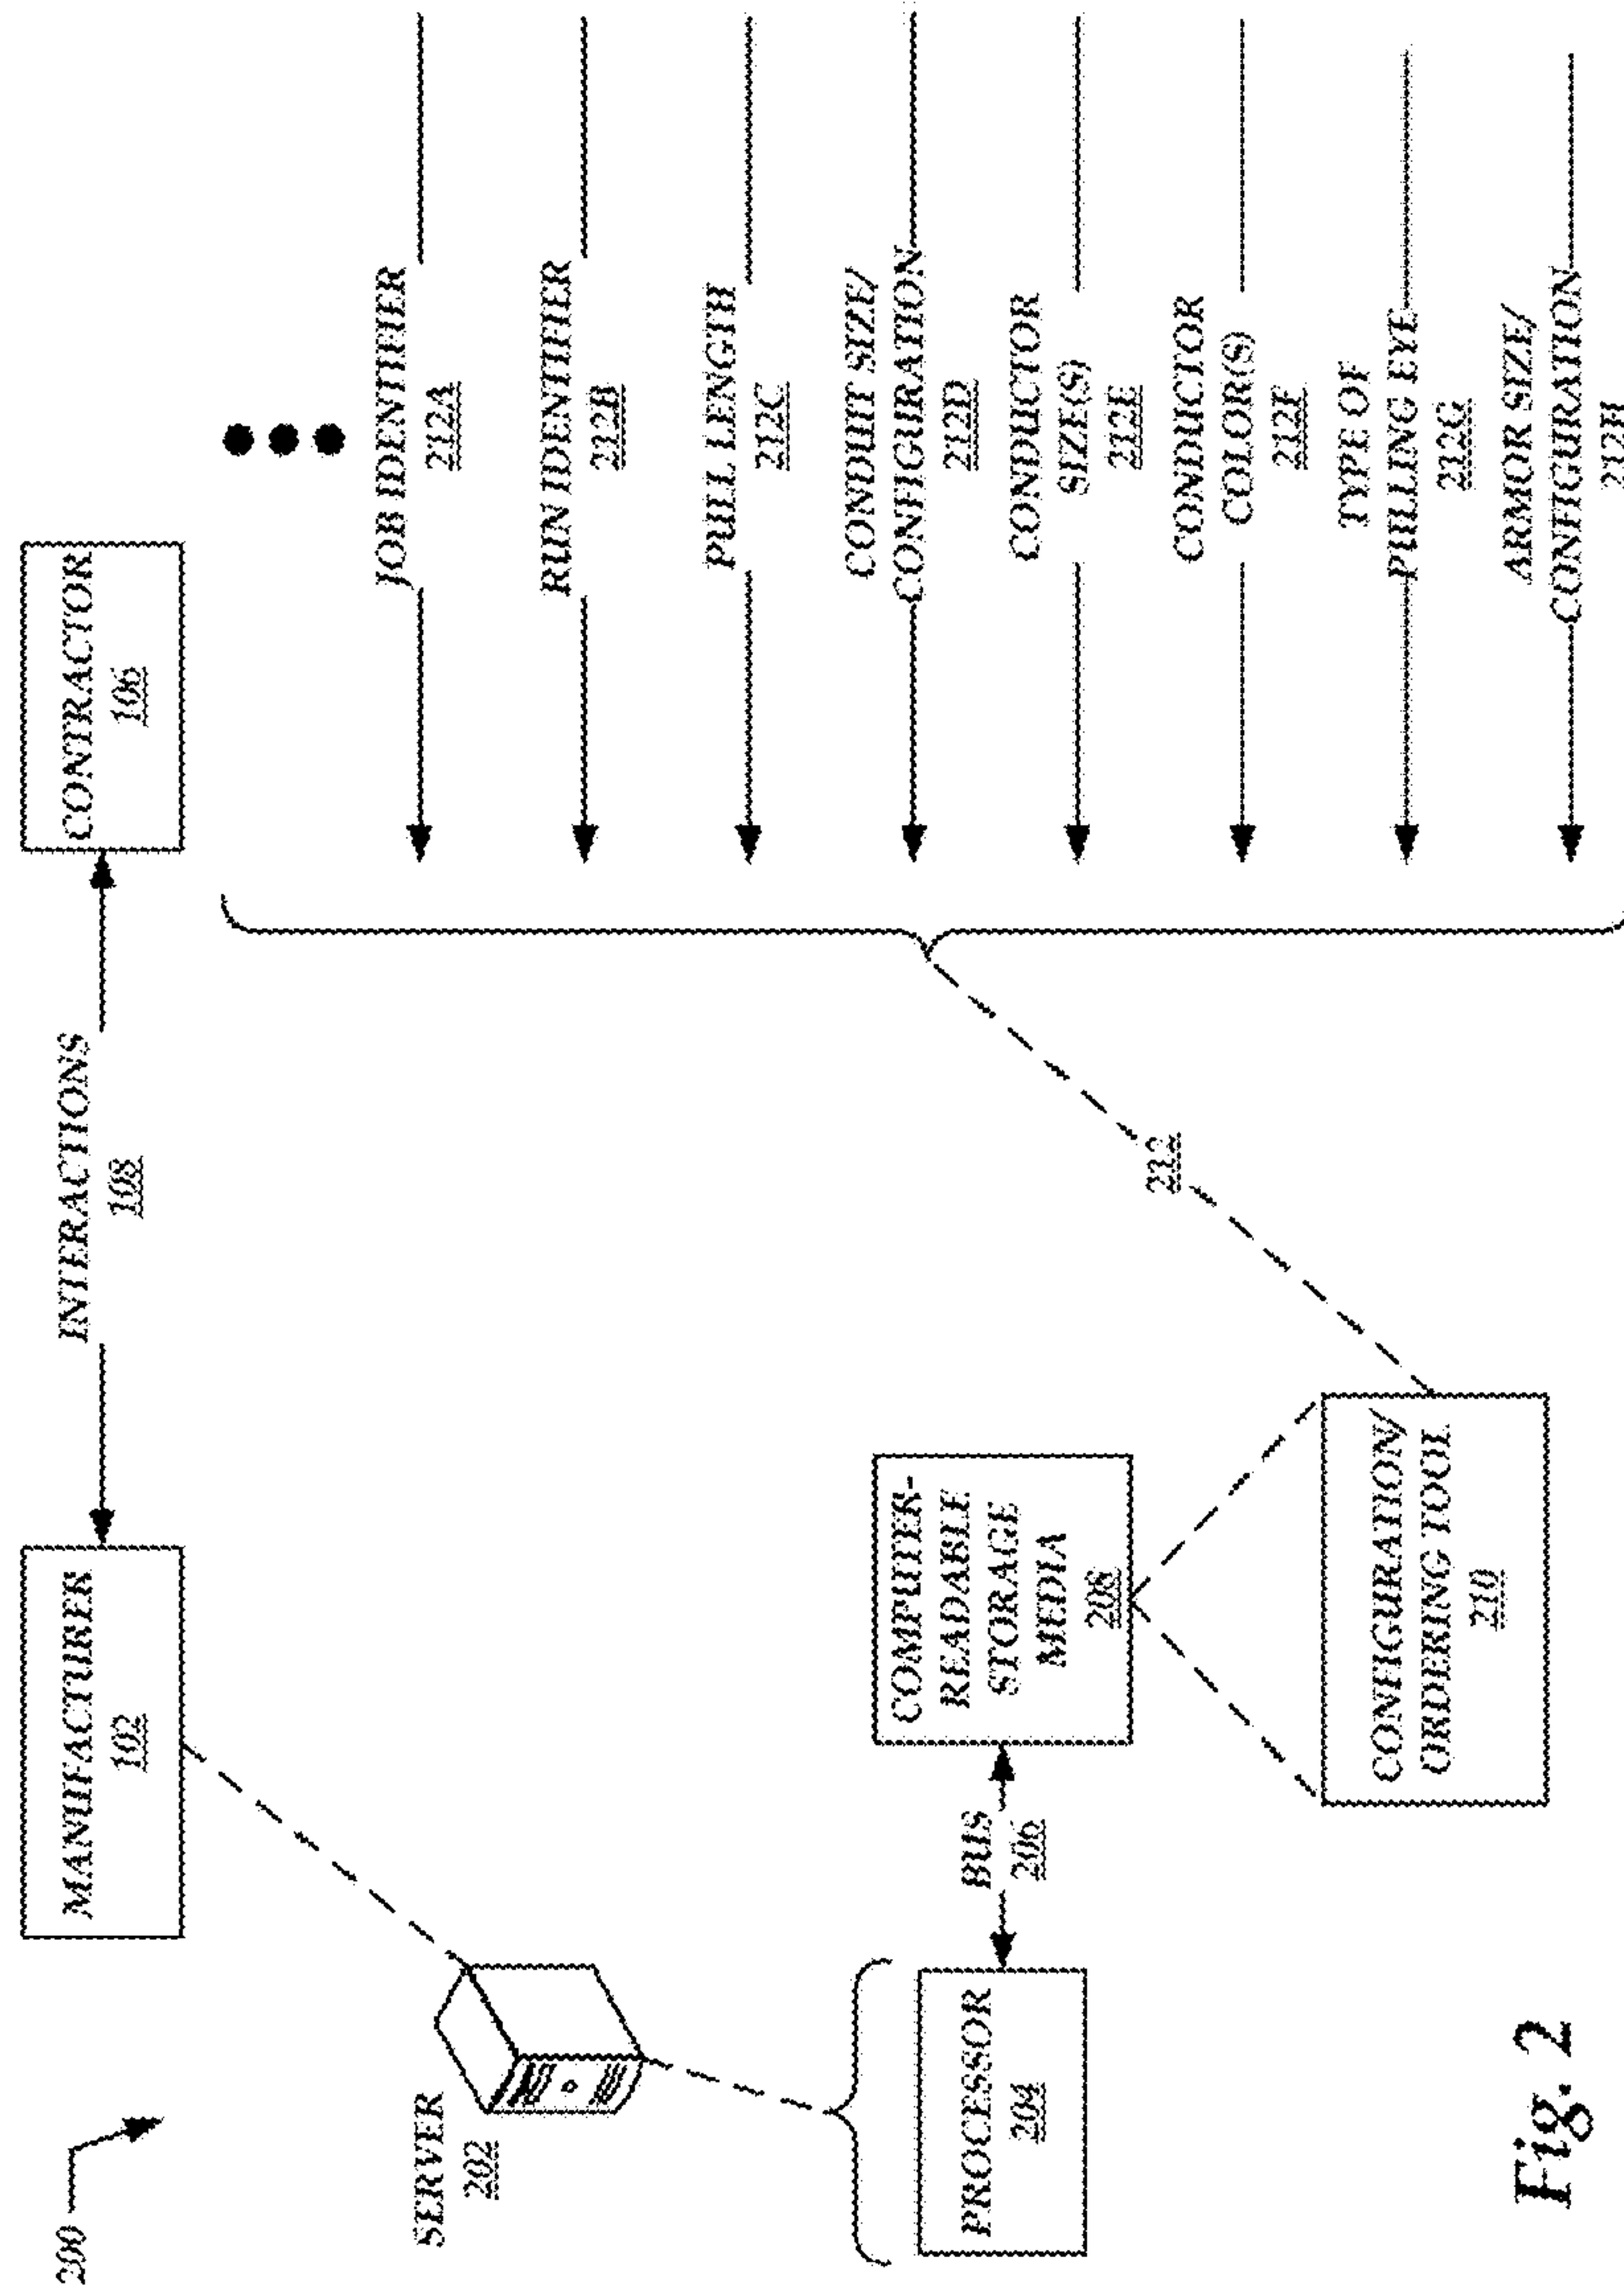 200
MANUFACTURER
102
INTERACTIONS
108
CONTRACTOR
106
SERVER
202
PROCESSOR
204
BUS
206
COMPUTER-
READABLE
STORAGE
MEDIA
208
CONFIGURATION/
ORDERING TOOL
210
212
JOB IDENTIFIER
212A
RUN IDENTIFIER
212B
PULL LENGTH
212C
CONDUIT SIZE/
CONFIGURATION
212D
CONDUCTOR
SIZE(S)
212E
CONDUCTOR
COLOR(S)
212F
TYPE OF
PULLING EYE
212G
ARMOR SIZE/
CONFIGURATION
Fig. 2